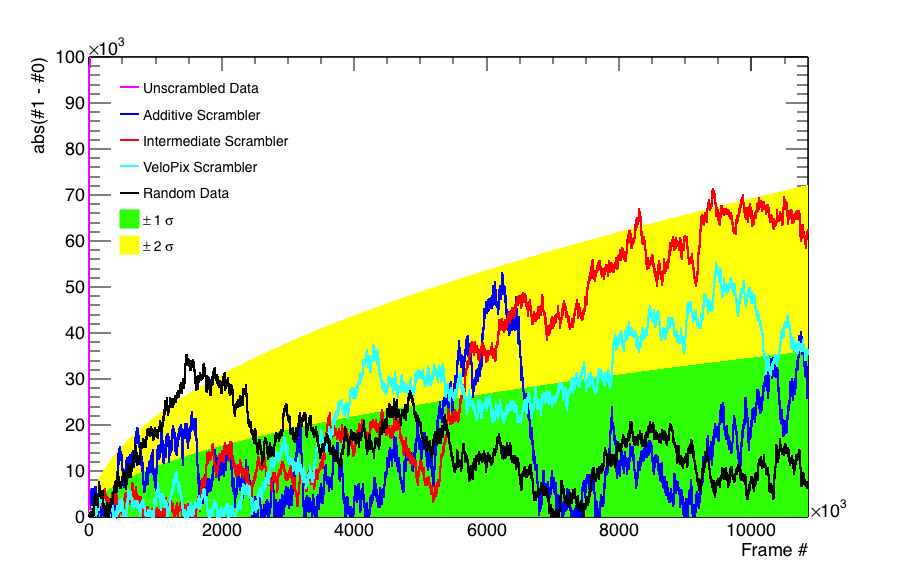 ×10³
100
90
80
70
60
50
40
30
20
10
0
abs(#1 - #0)
Unscrambled Data
Additive Scrambler
Intermediate Scrambler
VeloPix Scrambler
Random Data
± 1 σ
± 2 σ
0 2000 4000 6000 8000 10000 ×10³
Frame #